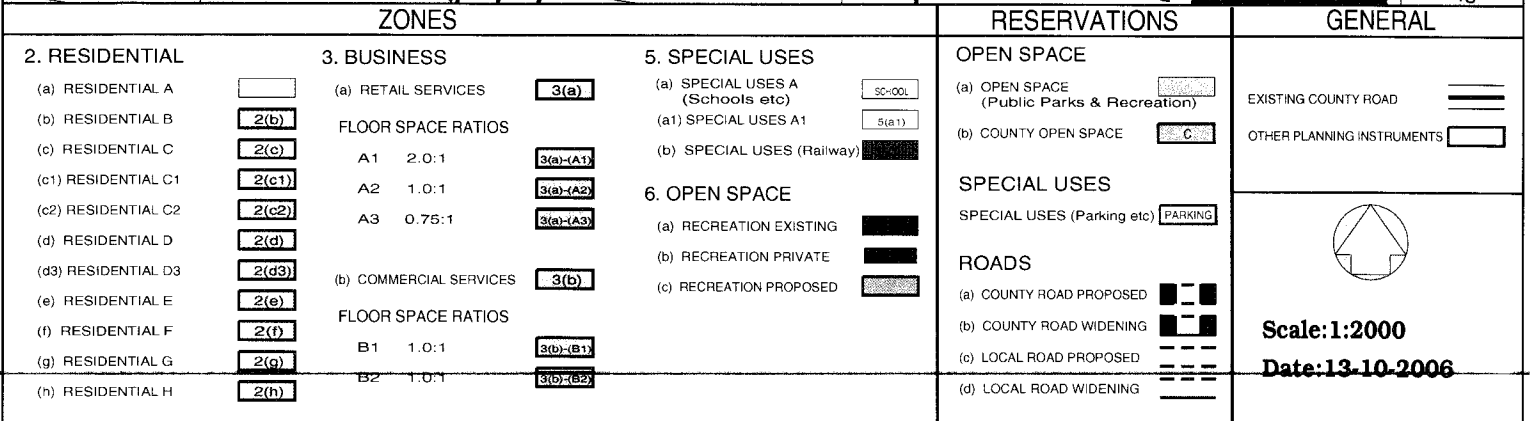 ZONES
RESERVATIONS
GENERAL
2. RESIDENTIAL
(a) RESIDENTIAL A
(b) RESIDENTIAL B 2(b)
(c) RESIDENTIAL C 2(c)
(c1) RESIDENTIAL C1 2(c1)
(c2) RESIDENTIAL C2 2(c2)
(d) RESIDENTIAL D 2(d)
(d3) RESIDENTIAL D3 2(d3)
(e) RESIDENTIAL E 2(e)
(f) RESIDENTIAL F 2(f)
(g) RESIDENTIAL G 2(g)
(h) RESIDENTIAL H 2(h)
3. BUSINESS
(a) RETAIL SERVICES 3(a)
FLOOR SPACE RATIOS
A1 2.0:1 3(a)-(A1)
A2 1.0:1 3(a)-(A2)
A3 0.75:1 3(a)-(A3)
(b) COMMERCIAL SERVICES 3(b)
FLOOR SPACE RATIOS
B1 1.0:1 3(b)-(B1)
B2 1.0:1 3(b)-(B2)
5. SPECIAL USES
(a) SPECIAL USES A SCHOOL
(Schools etc)
(a1) SPECIAL USES A1 5(a1)
(b) SPECIAL USES (Railway)
6. OPEN SPACE
(a) RECREATION EXISTING
(b) RECREATION PRIVATE
(c) RECREATION PROPOSED
OPEN SPACE
(a) OPEN SPACE
(Public Parks & Recreation)
(b) COUNTY OPEN SPACE C
SPECIAL USES
SPECIAL USES (Parking etc) PARKING
ROADS
(a) COUNTY ROAD PROPOSED
(b) COUNTY ROAD WIDENING
(c) LOCAL ROAD PROPOSED
(d) LOCAL ROAD WIDENING
EXISTING COUNTY ROAD
OTHER PLANNING INSTRUMENTS
Scale:1:2000
Date:13-10-2006